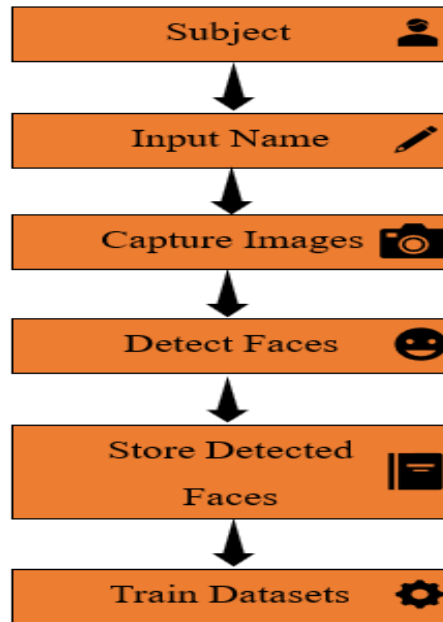 Subject
Input Name
Capture Images
Detect Faces
Store Detected
Faces
Train Datasets